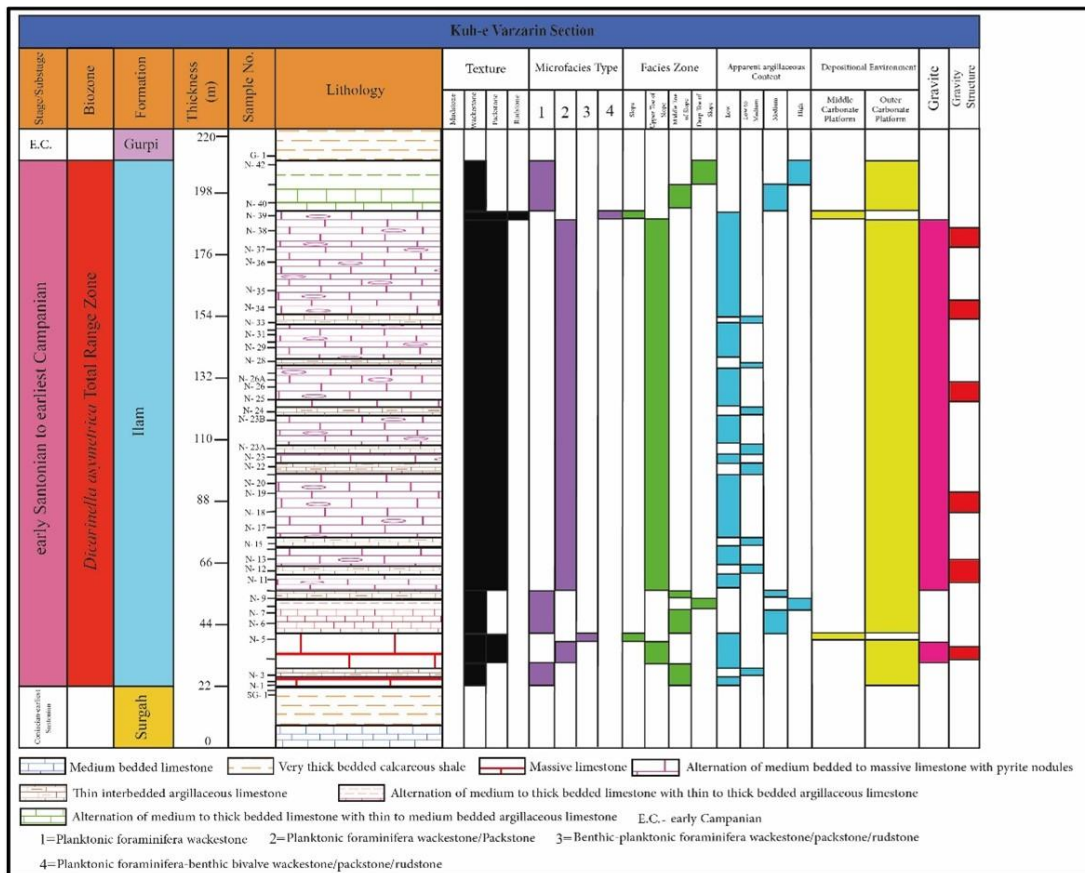 Kuh-e Varzarin Section
Stage/Substage
Biozone
Formation
Thickness (m)
Sample No.
Lithology
Texture
Mudstone
Wackestone
Packstone
Rudstone
Microfacies Type
1
2
3
4
Facies Zone
Slope
Upper Toe of Slope
Middle Toe of Slope
Deep Toe of Slope
Apparent argillaceous Content
Low
Low to Medium
Medium
High
Depositional Environment
Middle Carbonate Platform
Outer Carbonate Platform
Gravite
Gravity Structure
E.C.
early Santonian to earliest Campanian
Dicarinella asymetrica Total Range Zone
Gurpi
Ilam
Surgah
220
198
176
154
132
110
88
66
44
22
0
G- 1
N- 42
N- 40
N- 39
N- 38
N- 37
N- 36
N- 35
N- 34
N- 33
N- 31
N- 29
N- 28
N- 26A
N- 26
N- 25
N- 24
N- 23B
N- 23A
N- 23
N- 22
N- 20
N- 19
N- 18
N- 17
N- 15
N- 13
N- 12
N- 11
N- 9
N- 7
N- 6
N- 5
N- 3
N- 1
SG- 1
Medium bedded limestone
Very thick bedded calcareous shale
Massive limestone
Alternation of medium bedded to massive limestone with pyrite nodules
Thin interbedded argillaceous limestone
Alternation of medium to thick bedded limestone with thin to thick bedded argillaceous limestone
Alternation of medium to thick bedded limestone with thin to medium bedded argillaceous limestone
E.C.- early Campanian
1=Planktonic foraminifera wackestone
2=Planktonic foraminifera wackestone/Packstone
3=Benthic-planktonic foraminifera wackestone/packstone/rudstone
4=Planktonic foraminifera-benthic bivalve wackestone/packstone/rudstone